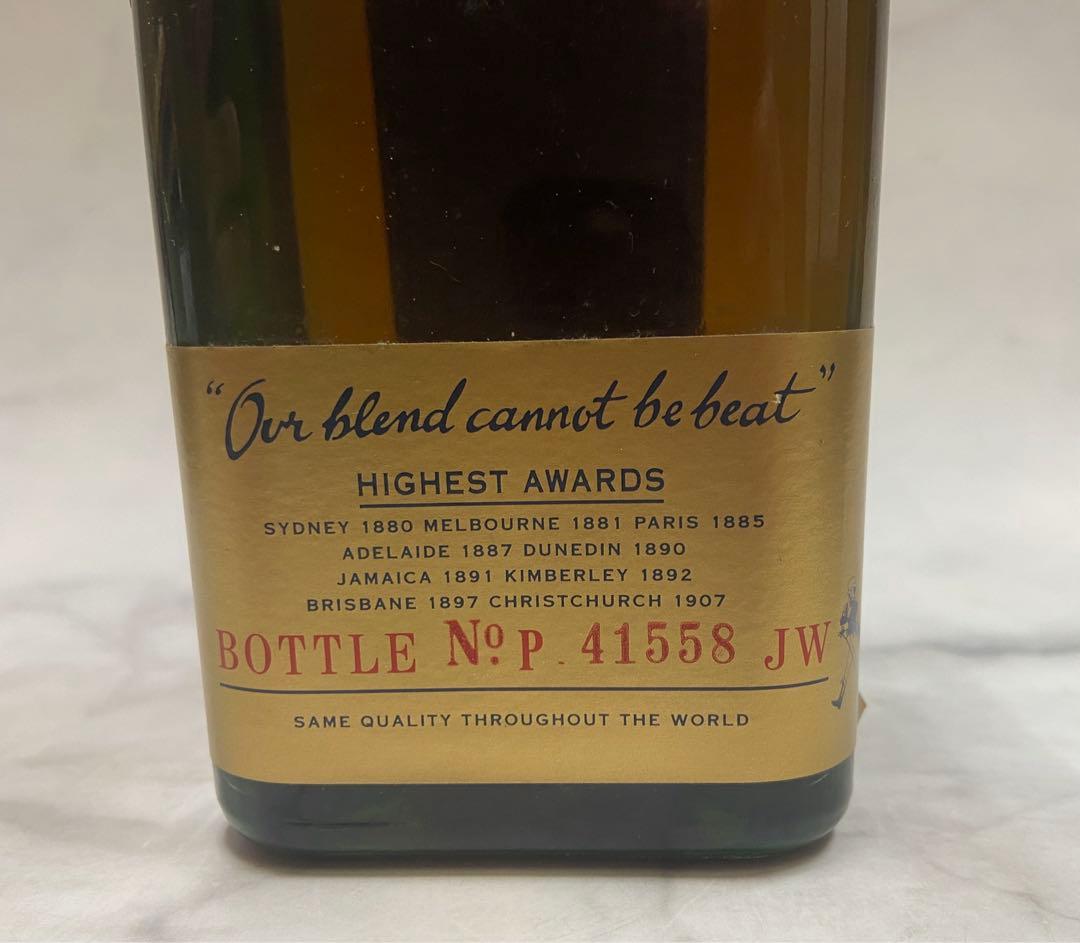 “Our blend cannot be beat”
HIGHEST AWARDS
SYDNEY 1880 MELBOURNE 1881 PARIS 1885
ADELAIDE 1887 DUNEDIN 1890
JAMAICA 1891 KIMBERLEY 1892
BRISBANE 1897 CHRISTCHURCH 1907
BOTTLE Nº P. 41558 JW
SAME QUALITY THROUGHOUT THE WORLD